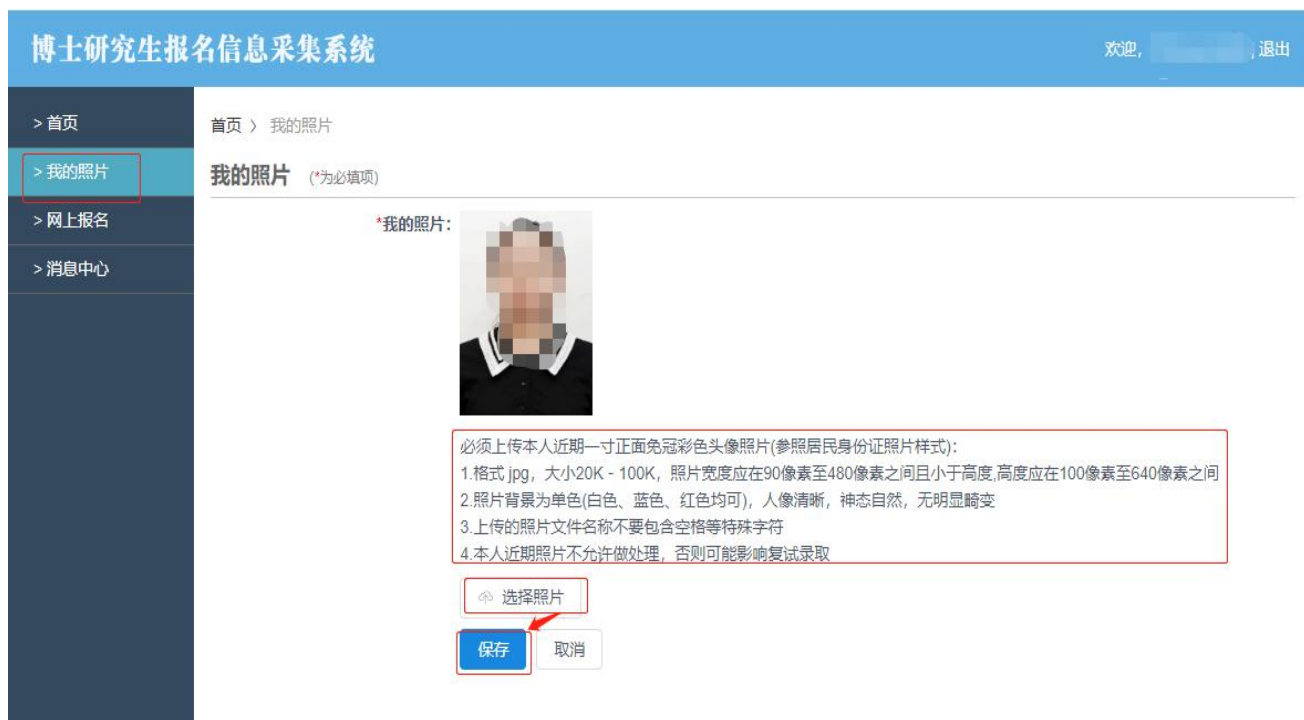 博士研究生报名信息采集系统
欢迎, , 退出
> 首页
> 我的照片
> 网上报名
> 消息中心
首页 〉 我的照片
我的照片 (*为必填项)
*我的照片：
必须上传本人近期一寸正面免冠彩色头像照片(参照居民身份证照片样式)：
1.格式 jpg，大小20K - 100K，照片宽度应在90像素至480像素之间且小于高度,高度应在100像素至640像素之间
2.照片背景为单色(白色、蓝色、红色均可)，人像清晰，神态自然，无明显畸变
3.上传的照片文件名称不要包含空格等特殊字符
4.本人近期照片不允许做处理，否则可能影响复试录取
选择照片
保存 取消